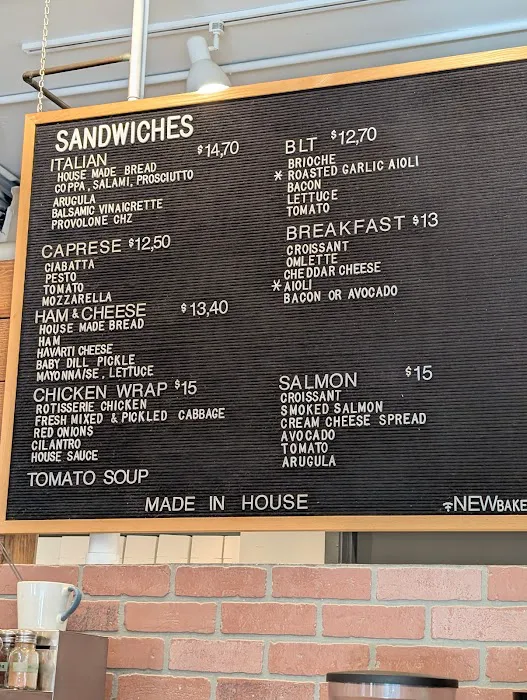 SANDWICHES
ITALIAN $14,70
HOUSE MADE BREAD
COPPA, SALAMI, PROSCIUTTO
ARUGULA
BALSAMIC VINAIGRETTE
PROVOLONE CHZ
CAPRESE $12,50
CIABATTA
PESTO
TOMATO
MOZZARELLA
HAM & CHEESE $13,40
HOUSE MADE BREAD
HAM
HAVARTI CHEESE
BABY DILL PICKLE
MAYONNAISE, LETTUCE
CHICKEN WRAP $15
ROTISSERIE CHICKEN
FRESH MIXED & PICKLED CABBAGE
RED ONIONS
CILANTRO
HOUSE SAUCE
TOMATO SOUP
BLT $12,70
BRIOCHE
* ROASTED GARLIC AIOLI
BACON
LETTUCE
TOMATO
BREAKFAST $13
CROISSANT
OMLETTE
CHEDDAR CHEESE
* AIOLI
BACON OR AVOCADO
SALMON $15
CROISSANT
SMOKED SALMON
CREAM CHEESE SPREAD
AVOCADO
TOMATO
ARUGULA
MADE IN HOUSE
NEWBAKE